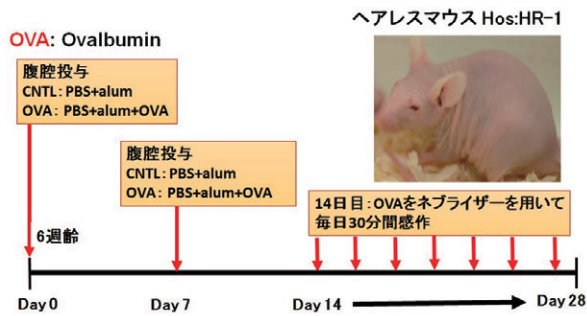 ヘアレスマウス Hos:HR-1
OVA: Ovalbumin
腹腔投与
CNTL: PBS+alum
OVA: PBS+alum+OVA
腹腔投与
CNTL: PBS+alum
OVA: PBS+alum+OVA
14日目:OVAをネブライザーを用いて
毎日30分間感作
6週齢
Day 0
Day 7
Day 14
Day 28